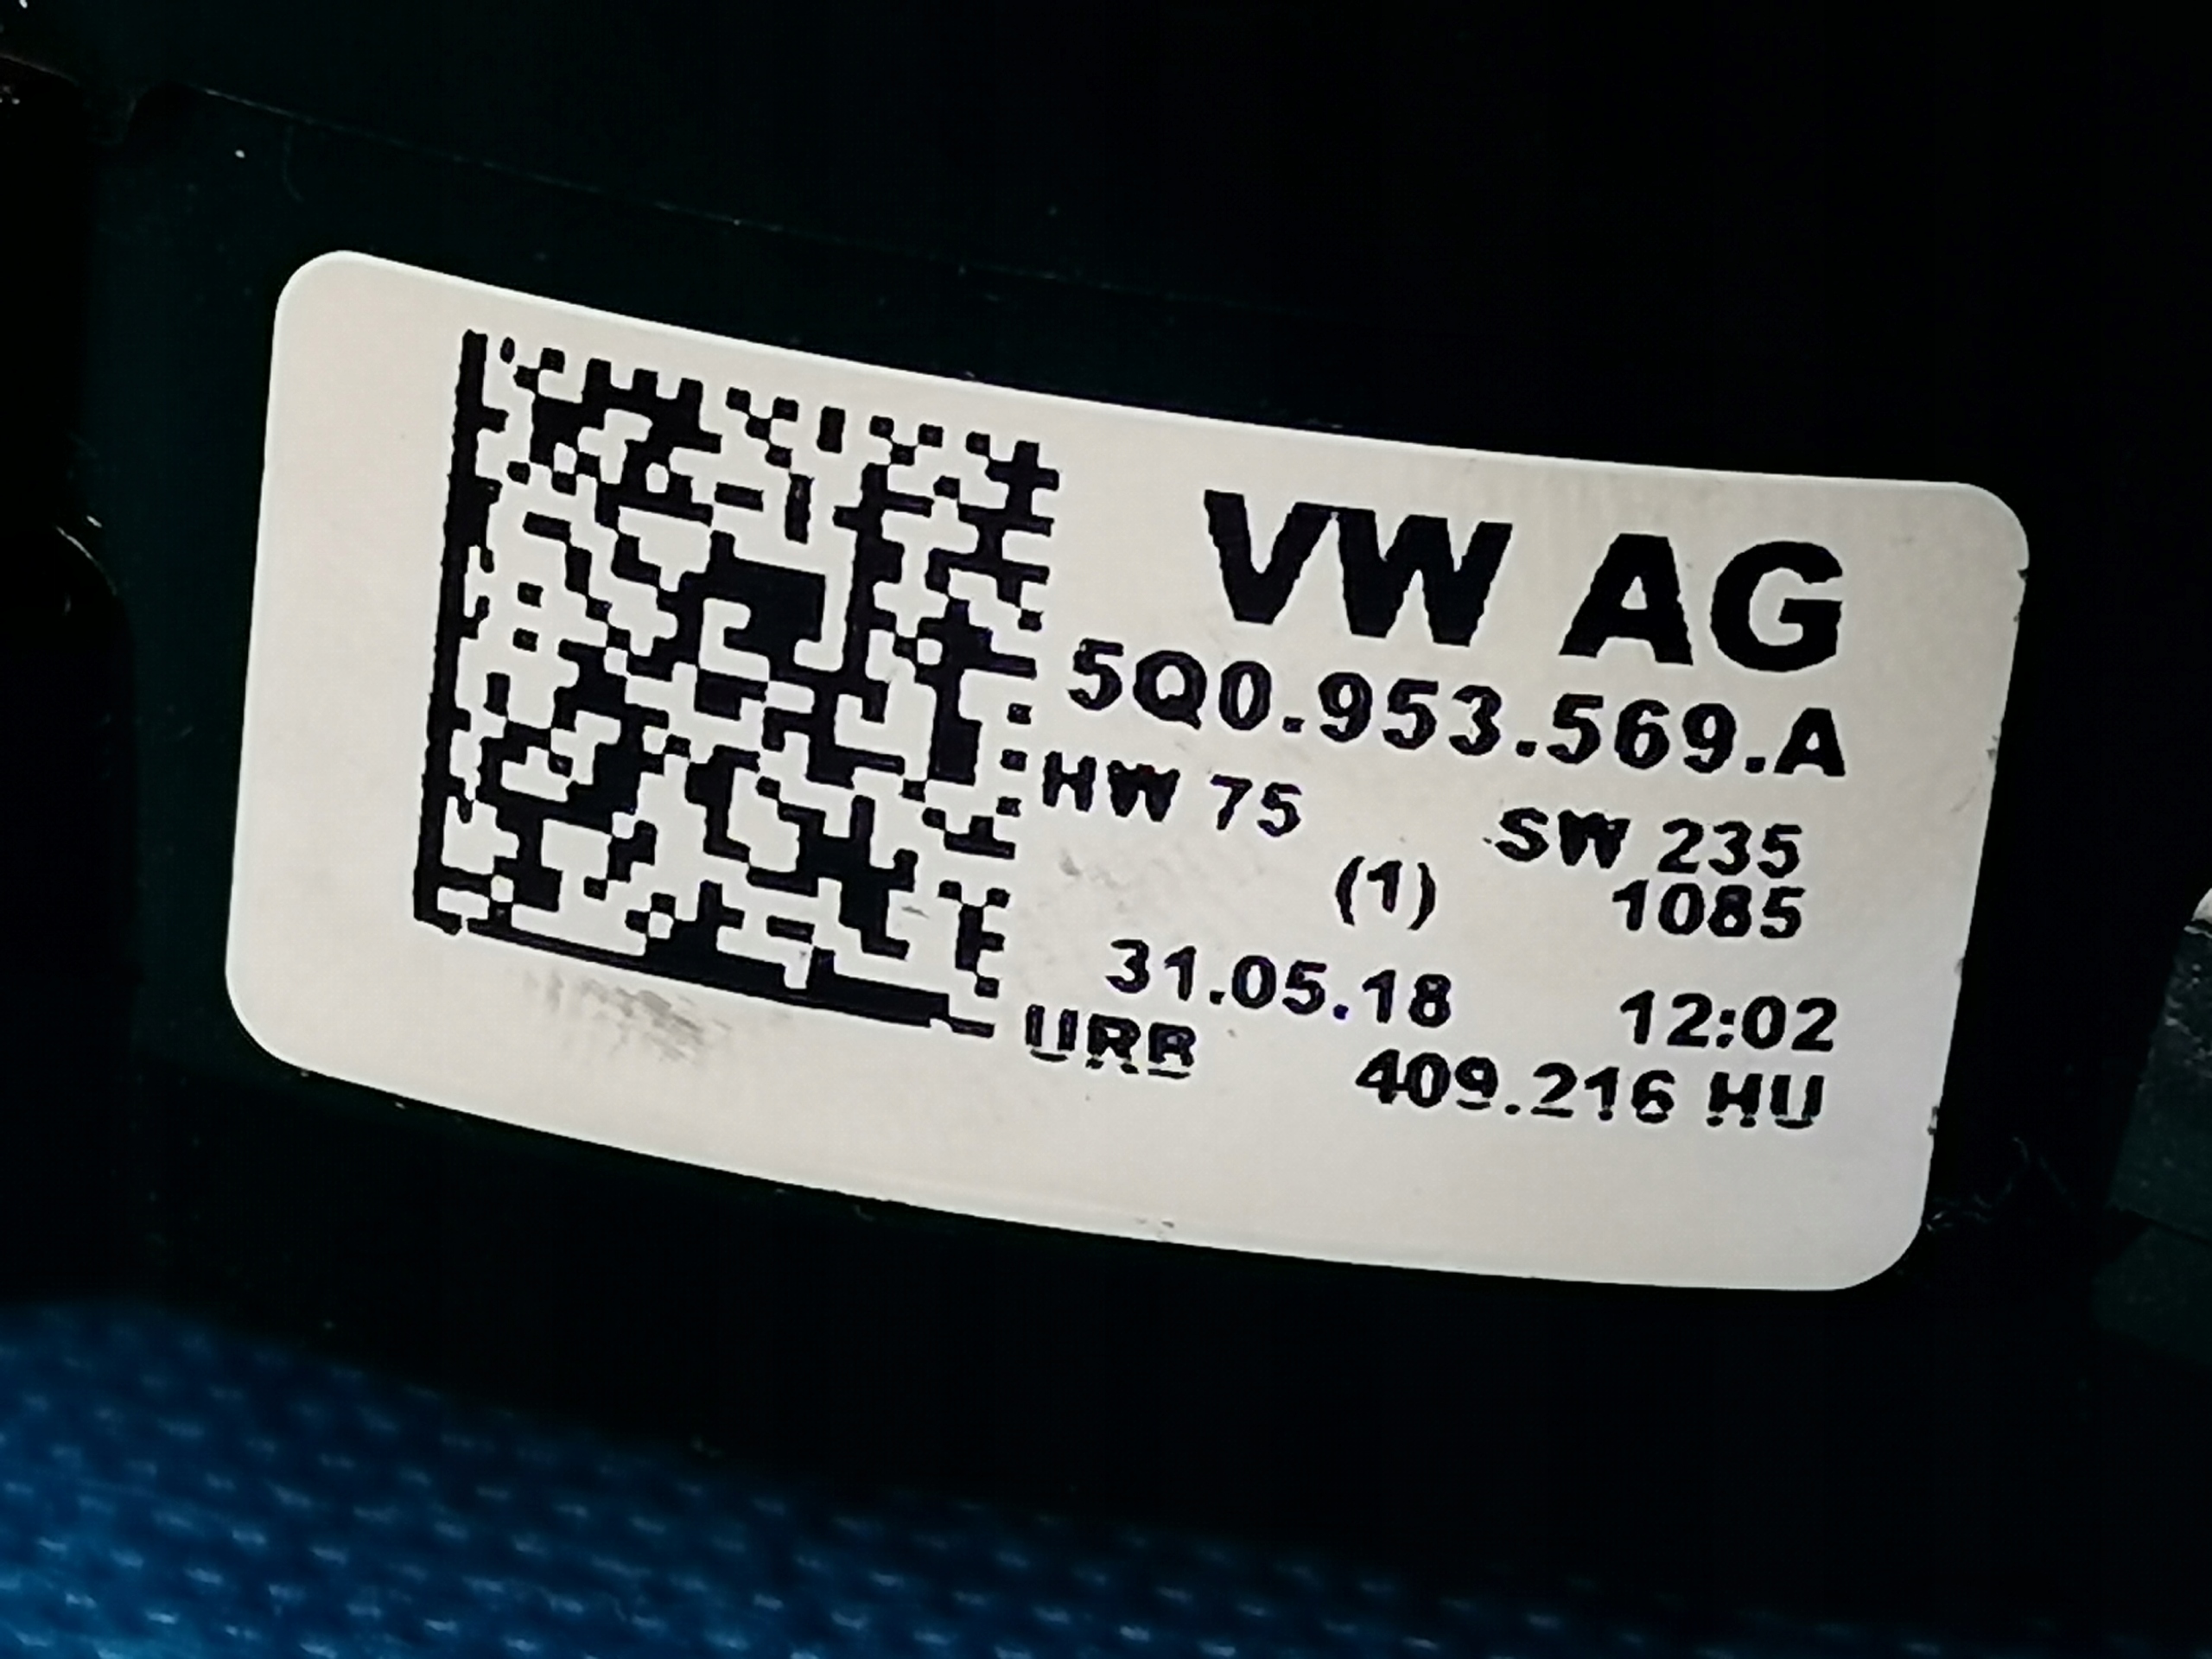 VW AG
5Q0.953.569.A
HW 75 SW 235
(1) 1085
31.05.18 12:02
URB 409.216 HU